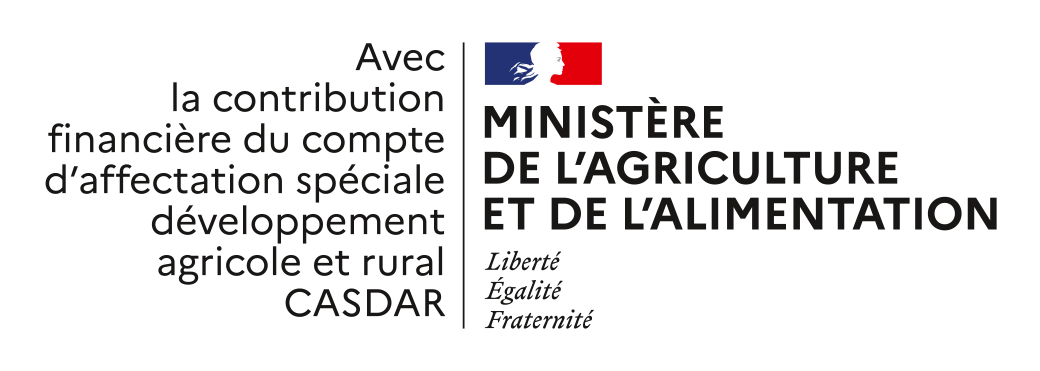 Avec
la contribution
financière du compte
d’affectation spéciale
développement
agricole et rural
CASDAR
MINISTÈRE
DE L’AGRICULTURE
ET DE L’ALIMENTATION
Liberté
Égalité
Fraternité